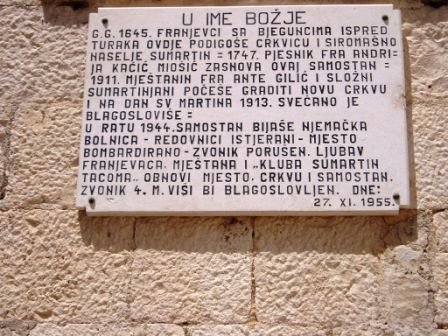 U IME BOŽJE
G.G. 1645. FRANJEVCI SA BJEGUNCIMA ISPRED
TURAKA OVDJE PODIGOŠE CRKVICU I SIROMAŠNO
NASELJE SUMARTIN = 1747. PJESNIK FRA ANDRI-
JA KAČIĆ MIOŠIĆ ZASNOVA OVAJ SAMOSTAN =
1911. MJEŠTANIN FRA ANTE GILIĆ I SLOŽNI
SUMARTINJANI POČEŠE GRADITI NOVU CRKVU
I NA DAN SV MARTINA 1913. SVEČANO JE
BLAGOSLOVIŠE =
U RATU 1944. SAMOSTAN BIJAŠE NJEMAČKA
BOLNICA - REDOVNICI ISTJERANI - MJESTO
BOMBARDIRANO - ZVONIK PORUŠEN. LJUBAV
FRANJEVACA, MJEŠTANA I „KLUBA SUMARTIN
TACOMA„ OBNOVI MJESTO, CRKVU I SAMOSTAN.
ZVONIK 4. M. VIŠI BI BLAGOSLOVLJEN. DNE:
27. XI. 1955.